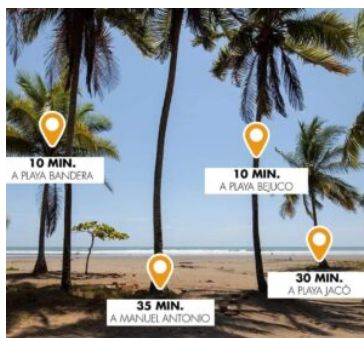 10 MIN.
A PLAYA BANDERA
10 MIN.
A PLAYA BEJUCO
35 MIN.
A MANUEL ANTONIO
30 MIN.
A PLAYA JACÓ